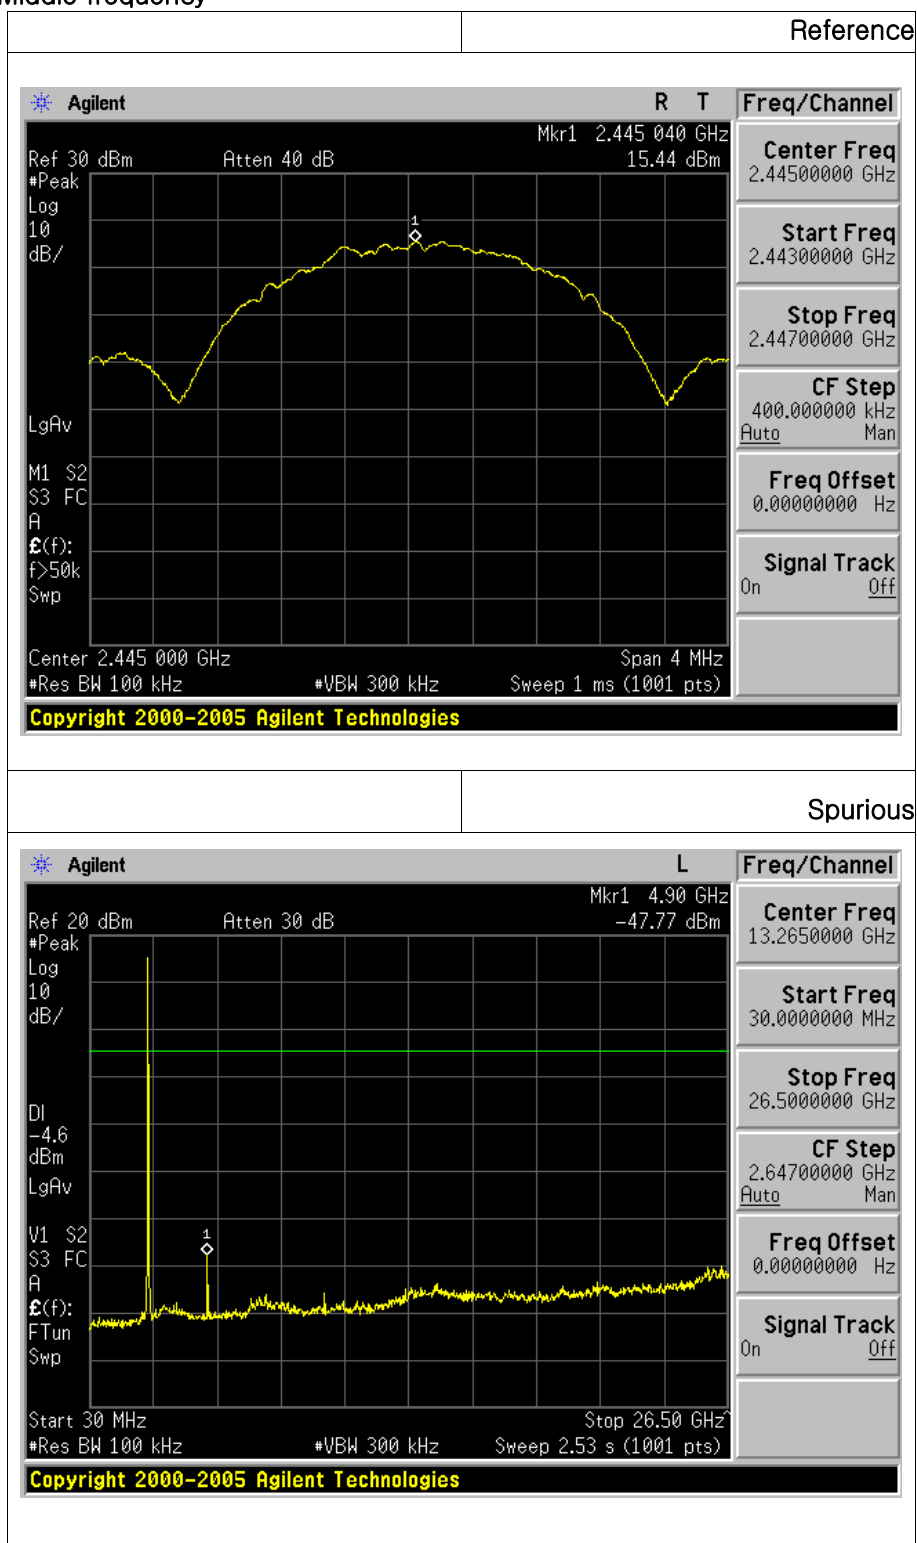 Middle frequency
Reference
Agilent R T Freq/Channel
Mkr1 2.445 040 GHz
Ref 30 dBm Atten 40 dB 15.44 dBm
#Peak
Log
10
dB/
1
LgAv
M1 S2
S3 FC
A
£(f):
f>50k
Swp
Center 2.445 000 GHz Span 4 MHz
#Res BW 100 kHz #VBW 300 kHz Sweep 1 ms (1001 pts)
Center Freq
2.44500000 GHz
Start Freq
2.44300000 GHz
Stop Freq
2.44700000 GHz
CF Step
400.000000 kHz
Auto Man
Freq Offset
0.00000000 Hz
Signal Track
On Off
Copyright 2000-2005 Agilent Technologies
Spurious
Agilent L Freq/Channel
Mkr1 4.90 GHz
Ref 20 dBm Atten 30 dB -47.77 dBm
#Peak
Log
10
dB/
DI
-4.6
dBm
LgAv
1
V1 S2
S3 FC
A
£(f):
FTun
Swp
Start 30 MHz Stop 26.50 GHz^
#Res BW 100 kHz #VBW 300 kHz Sweep 2.53 s (1001 pts)
Center Freq
13.2650000 GHz
Start Freq
30.0000000 MHz
Stop Freq
26.5000000 GHz
CF Step
2.64700000 GHz
Auto Man
Freq Offset
0.00000000 Hz
Signal Track
On Off
Copyright 2000-2005 Agilent Technologies